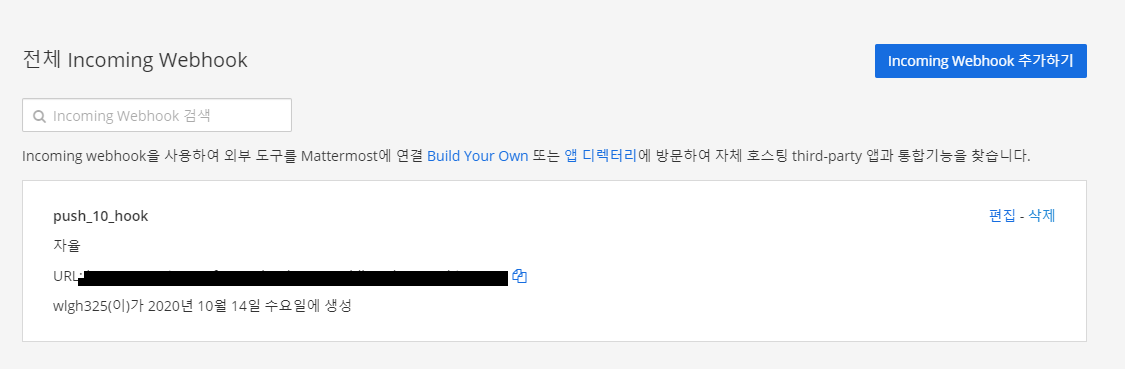 전체 Incoming Webhook
Incoming Webhook 추가하기
Incoming Webhook 검색
Incoming webhook을 사용하여 외부 도구를 Mattermost에 연결 Build Your Own 또는 앱 디렉터리에 방문하여 자체 호스팅 third-party 앱과 통합기능을 찾습니다.
push_10_hook
편집 - 삭제
자율
URL:
wlgh325(이)가 2020년 10월 14일 수요일에 생성